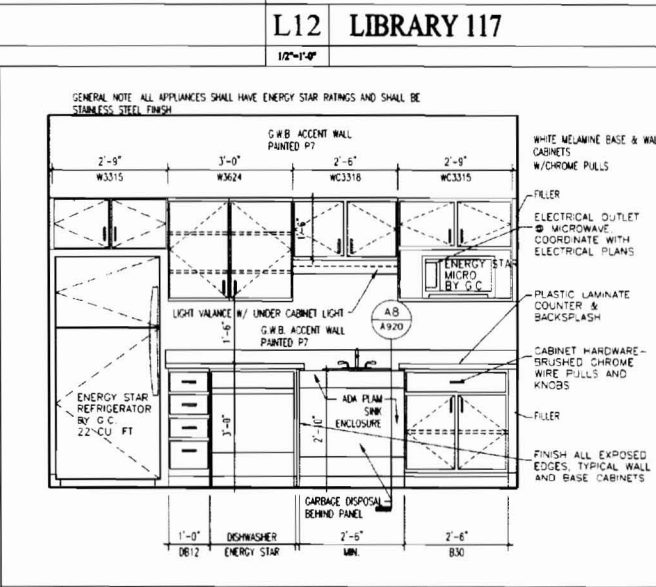 L12 LIBRARY 117
1/2"=1'-0"
GENERAL NOTE ALL APPLIANCES SHALL HAVE ENERGY STAR RATINGS AND SHALL BE
STAINLESS STEEL FINISH
G.W.B. ACCENT WALL
PAINTED P7
2'-9" 3'-0" 2'-6" 2'-9"
W3315 W3624 WC3318 WC3315
WHITE MELAMINE BASE & WAL
CABINETS
W/CHROME PULLS
FILLER
ELECTRICAL OUTLET
@ MICROWAVE.
COORDINATE WITH
ELECTRICAL PLANS
1'-6"
ENERGY STAR
MICRO
BY G.C.
LIGHT VALANCE W/ UNDER CABINET LIGHT
1'-6"
G.W.B. ACCENT WALL
PAINTED P7
A8
A920
PLASTIC LAMINATE
COUNTER &
BACKSPLASH
CABINET HARDWARE-
BRUSHED CHROME
WIRE PULLS AND
KNOBS
ENERGY STAR
REFRIGERATOR
BY G.C.
22 CU FT
3'-0"
ADA PLAM
SINK
ENCLOSURE
2'-10"
FILLER
FINISH ALL EXPOSED
EDGES, TYPICAL WALL
AND BASE CABINETS
GARBAGE DISPOSAL
BEHIND PANEL
1'-0" DISHWASHER 2'-6" 2'-6"
DB12 ENERGY STAR MIN. B30